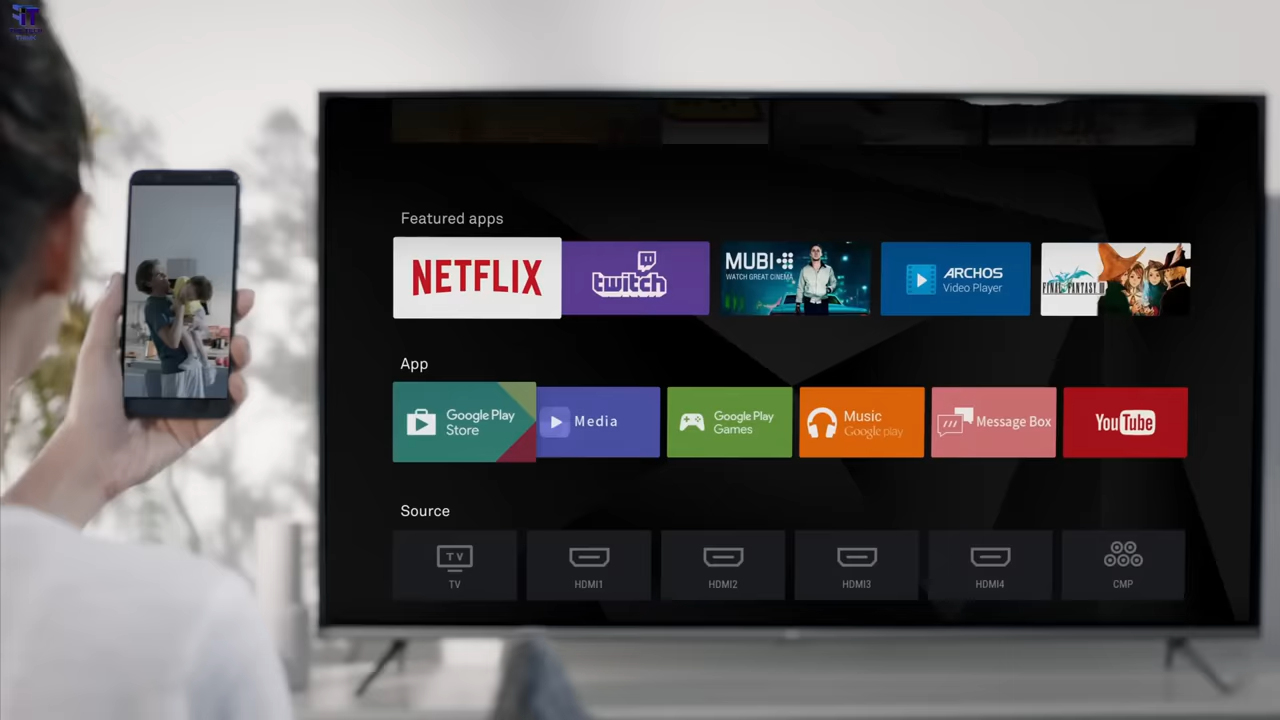 iT
Featured apps
NETFLIX
twitch
MUBI
WATCH GREAT CINEMA
ARCHOS
Video Player
FINAL FANTASY III
App
Google Play
Store
Media
Google Play
Games
Music
Google play
Message Box
YouTube
Source
TV
TV
HDMI1
HDMI2
HDMI3
HDMI4
CMP